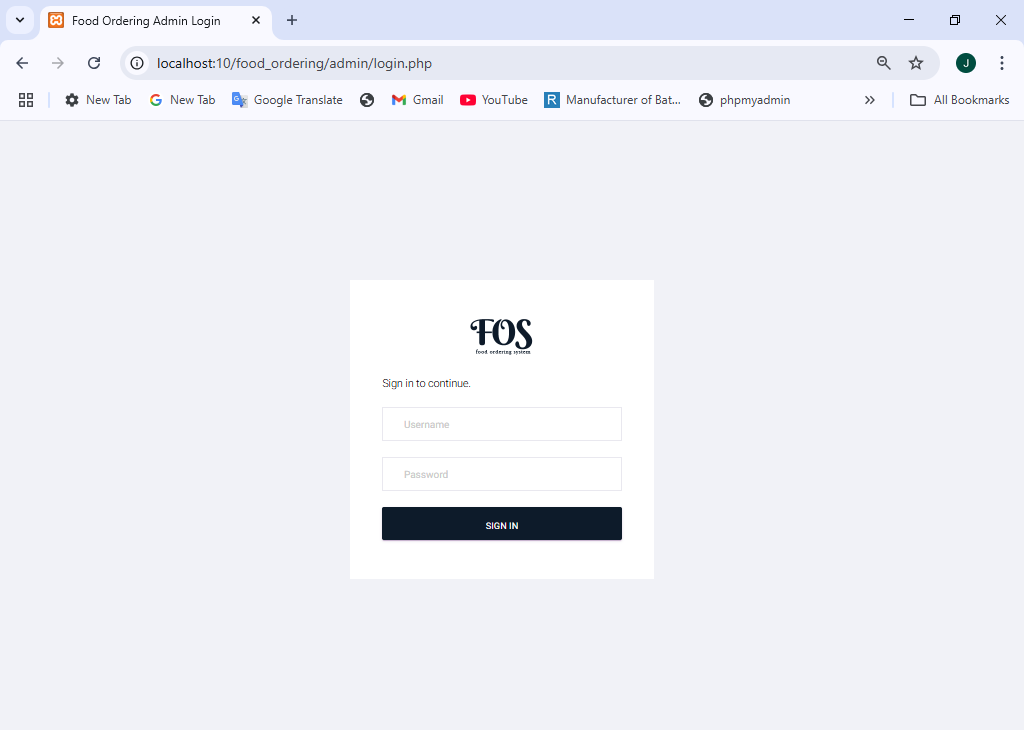 Food Ordering Admin Login
localhost:10/food_ordering/admin/login.php
J
New Tab
New Tab
Google Translate
Gmail
YouTube
R
Manufacturer of Bat...
phpmyadmin
All Bookmarks
FOS
food ordering system
Sign in to continue.
Username
Password
SIGN IN